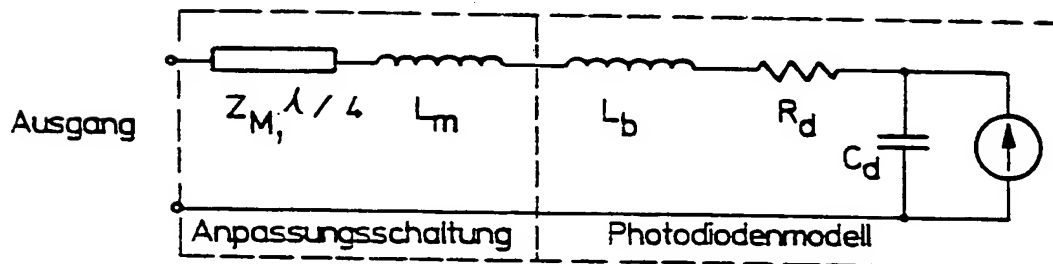 Ausgang
Z_M, λ/4
L_m
L_b
R_d
C_d
Anpassungsschaltung
Photodiodenmodell